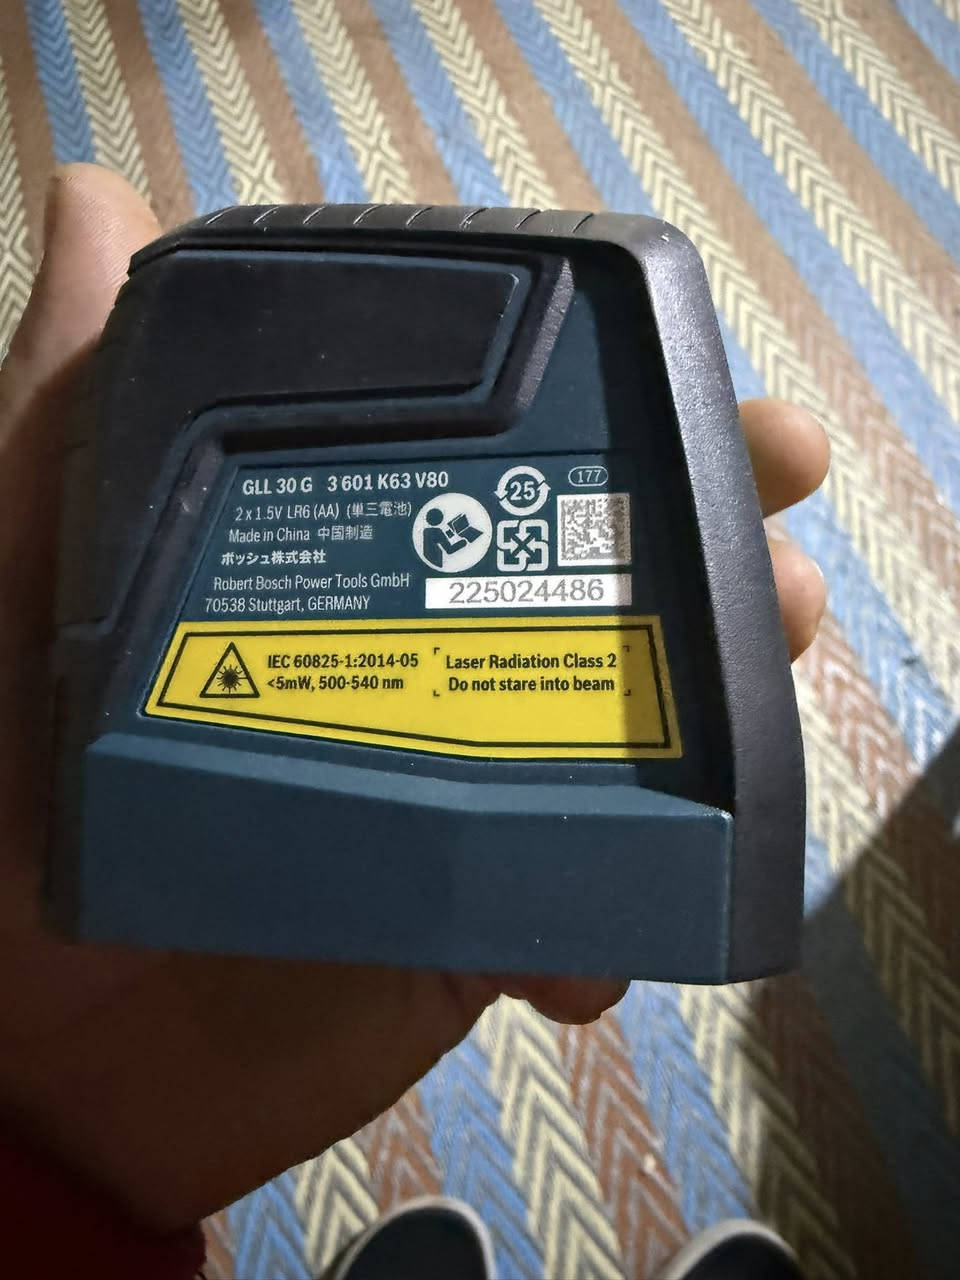 GLL 30 G 3 601 K63 V80
2 x 1.5V LR6 (AA) (単三電池)
Made in China 中国制造
ボッシュ株式会社
Robert Bosch Power Tools GmbH
70538 Stuttgart, GERMANY
25
177
225024486
IEC 60825-1:2014-05
<5mW, 500-540 nm
Laser Radiation Class 2
Do not stare into beam